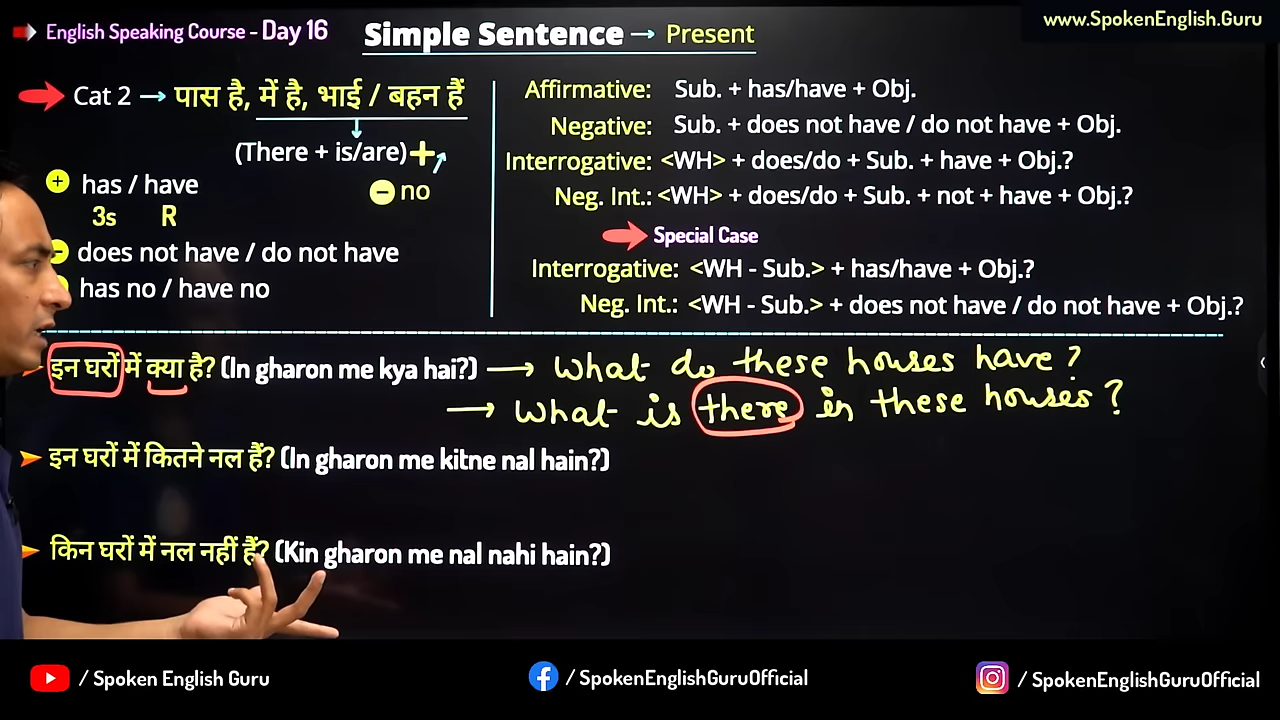 English Speaking Course - Day 16
Simple Sentence → Present
www.SpokenEnglish.Guru
Cat 2 → पास है, में है, भाई / बहन हैं
(There + is/are) +
- no
+ has / have
3s R
- does not have / do not have
has no / have no
Affirmative: Sub. + has/have + Obj.
Negative: Sub. + does not have / do not have + Obj.
Interrogative: <WH> + does/do + Sub. + have + Obj.?
Neg. Int.: <WH> + does/do + Sub. + not + have + Obj.?
Special Case
Interrogative: <WH - Sub.> + has/have + Obj.?
Neg. Int.: <WH - Sub.> + does not have / do not have + Obj.?
इन घरों में क्या है? (In gharon me kya hai?) → What do these houses have?
→ What is there in these houses?
इन घरों में कितने नल हैं? (In gharon me kitne nal hain?)
किन घरों में नल नहीं हैं? (Kin gharon me nal nahi hain?)
/ Spoken English Guru
/ SpokenEnglishGuruOfficial
/ SpokenEnglishGuruOfficial